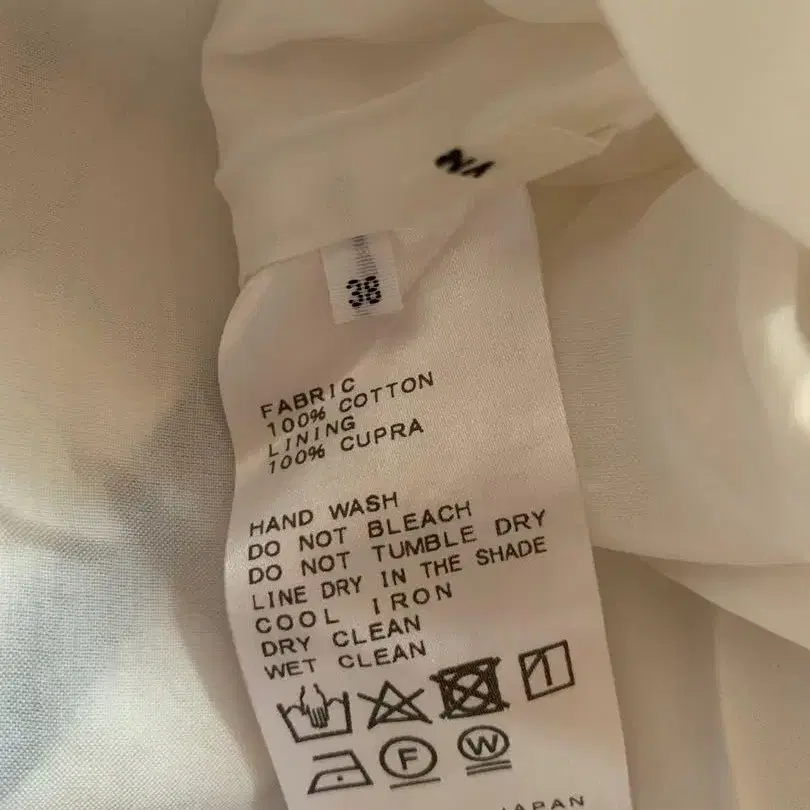 38
FABRIC
100% COTTON
LINING
100% CUPRA
HAND WASH
DO NOT BLEACH
DO NOT TUMBLE DRY
LINE DRY IN THE SHADE
COOL IRON
DRY CLEAN
WET CLEAN
F
W
JAPAN